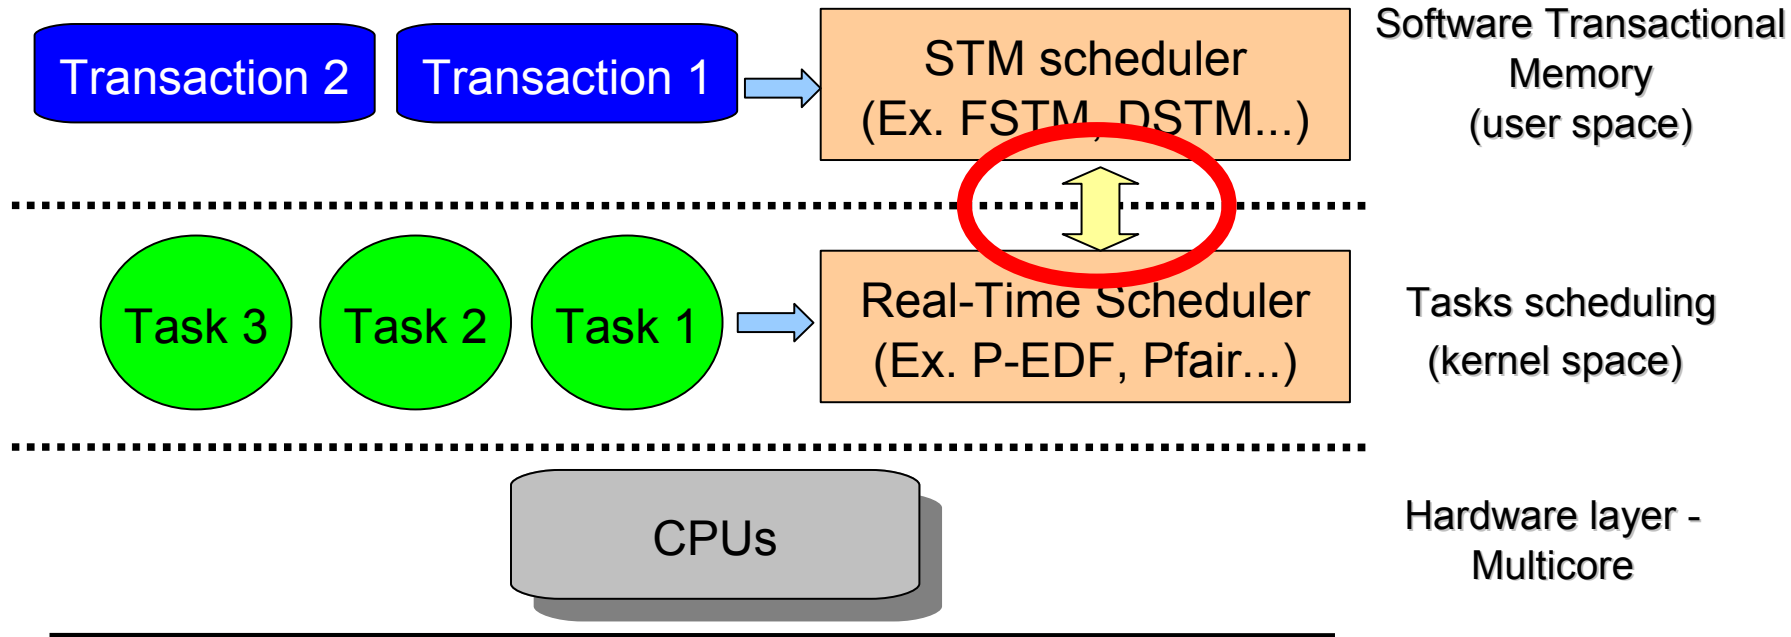 Transaction 2
Transaction 1
STM scheduler
(Ex. FSTM, DSTM...)
Software Transactional
Memory
(user space)
Task 3
Task 2
Task 1
Real-Time Scheduler
(Ex. P-EDF, Pfair...)
Tasks scheduling
(kernel space)
CPUs
Hardware layer -
Multicore